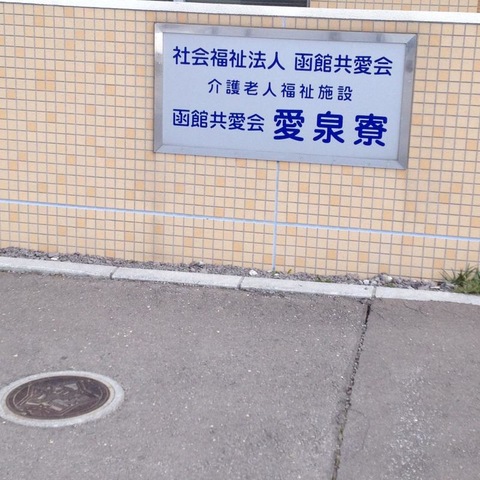 社会福祉法人 函館共愛会
介護老人福祉施設
函館共愛会 愛泉寮